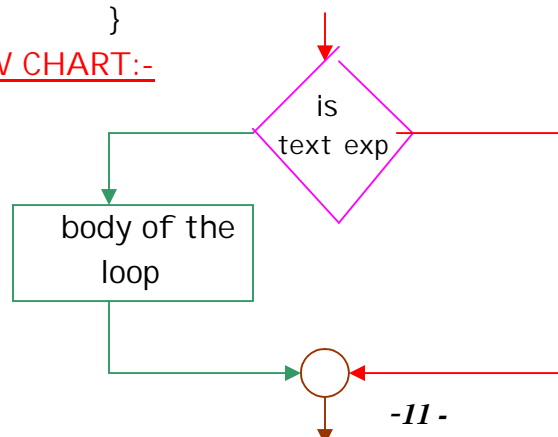 }
W CHART:-
is
text exp
body of the
loop
-11 -